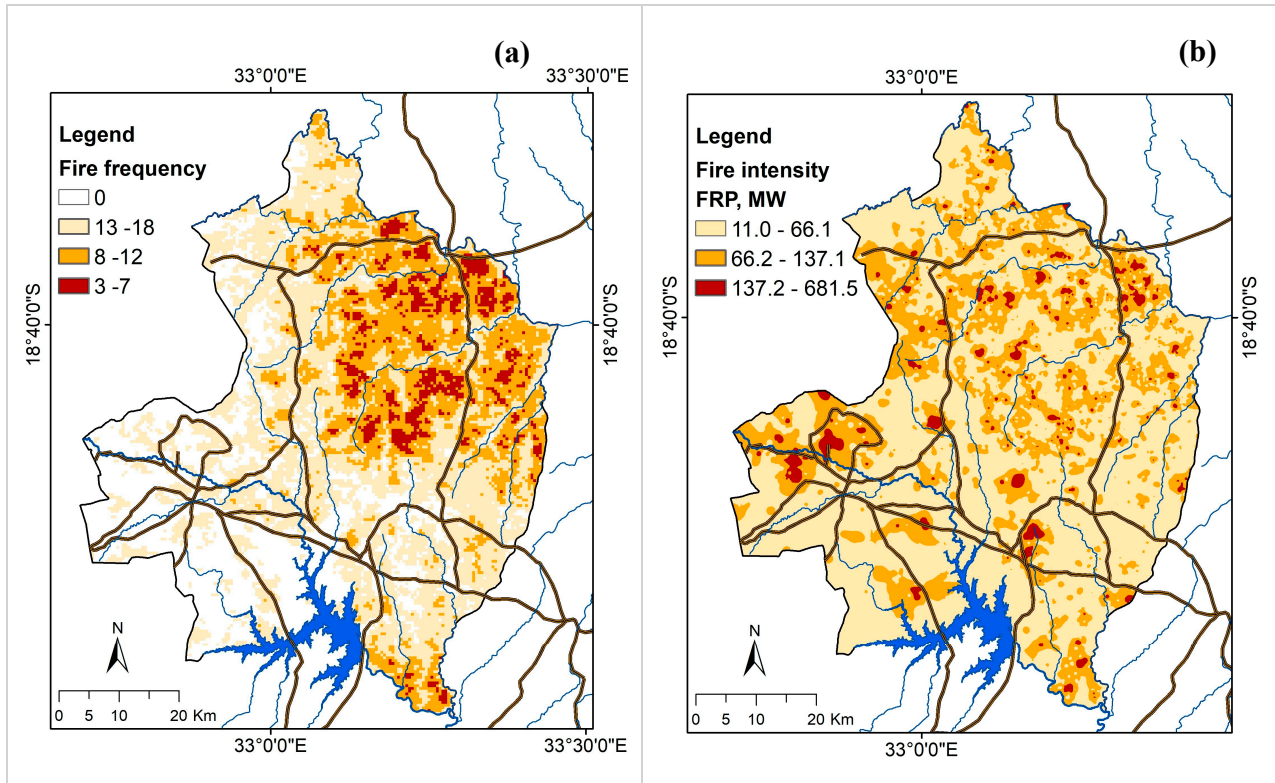 (a)
33°0'0"E
33°30'0"E
Legend
Fire frequency
0
13 -18
8 -12
3 -7
18°40'0"S
18°40'0"S
N
0 5 10 20 Km
33°0'0"E
33°30'0"E
(b)
33°0'0"E
Legend
Fire intensity
FRP, MW
11.0 - 66.1
66.2 - 137.1
137.2 - 681.5
18°40'0"S
18°40'0"S
N
0 5 10 20 Km
33°0'0"E